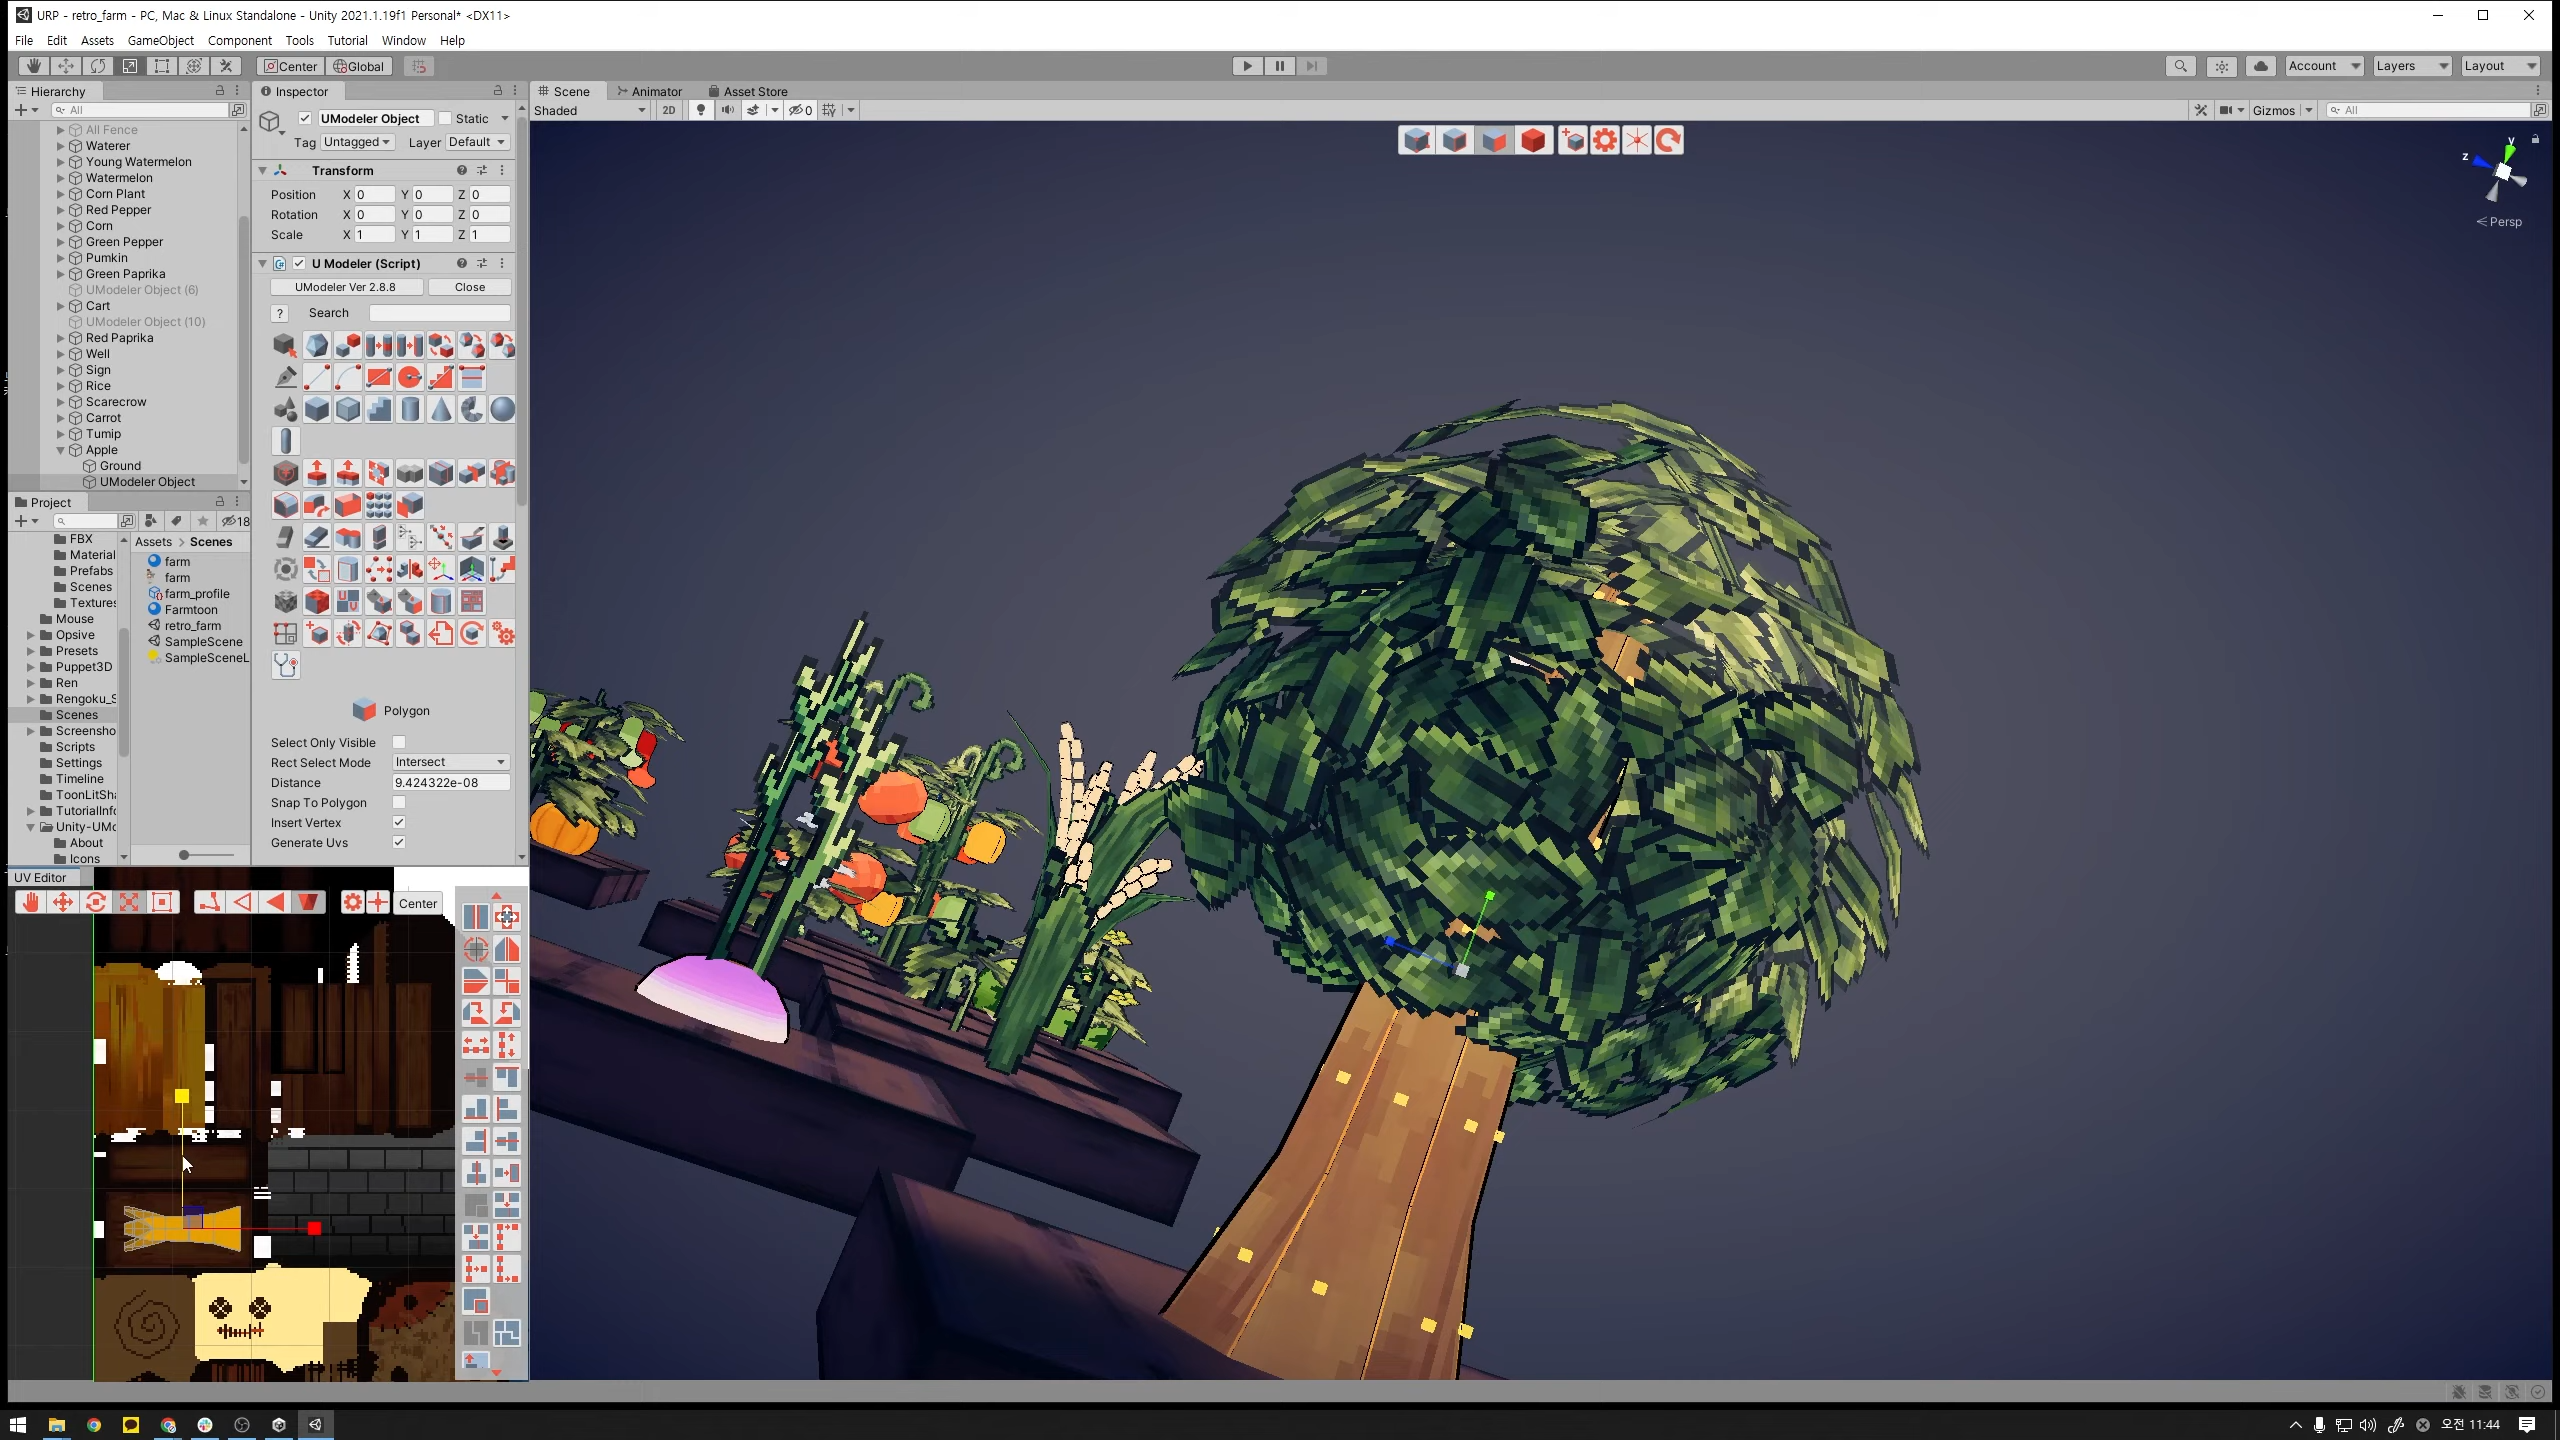 URP - retro_farm - PC, Mac & Linux Standalone - Unity 2021.1.19f1 Personal* <DX11>
File Edit Assets GameObject Component Tools Tutorial Window Help
Center Global
Account Layers Layout
Hierarchy
All
All Fence
Waterer
Young Watermelon
Watermelon
Corn Plant
Red Pepper
Corn
Green Pepper
Pumkin
Green Paprika
UModeler Object (6)
Cart
UModeler Object (10)
Red Paprika
Well
Sign
Rice
Scarecrow
Carrot
Turnip
Apple
Ground
UModeler Object
Project
18
FBX
Material
Prefabs
Scenes
Textures
Mouse
Opsive
Presets
Puppet3D
Ren
Rengoku_S
Scenes
Screensho
Scripts
Settings
Timeline
ToonLitSha
TutorialInfo
Unity-UMo
About
Icons
Assets > Scenes
farm
farm
farm_profile
Farmtoon
retro_farm
SampleScene
SampleSceneL
Inspector
UModeler Object Static
Tag Untagged Layer Default
Transform
Position X 0 Y 0 Z 0
Rotation X 0 Y 0 Z 0
Scale X 1 Y 1 Z 1
U Modeler (Script)
UModeler Ver 2.8.8 Close
? Search
Polygon
Select Only Visible
Rect Select Mode Intersect
Distance 9.424322e-08
Snap To Polygon
Insert Vertex
Generate Uvs
UV Editor
Center
Scene Animator Asset Store
Shaded 2D 0 Gizmos All
y
z
< Persp
오전 11:44